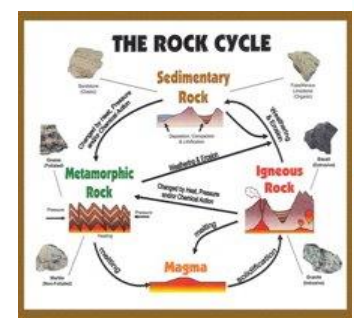 THE ROCK CYCLE
Sedimentary
Rock
Sandstone
(Clastic)
Fossiliferous
Limestone
(Organic)
Changed by Heat, Pressure
and/or Chemical Action
Weathering
& Erosion
Deposition, Compaction
& Lithification
Gneiss
(Foliated)
Basalt
(Extrusive)
Weathering & Erosion
Metamorphic
Rock
Changed by Heat, Pressure
and/or Chemical Action
Igneous
Rock
Pressure
Pressure
Heating
melting
melting
solidification
Magma
Marble
(Non-Foliated)
Granite
(Intrusive)